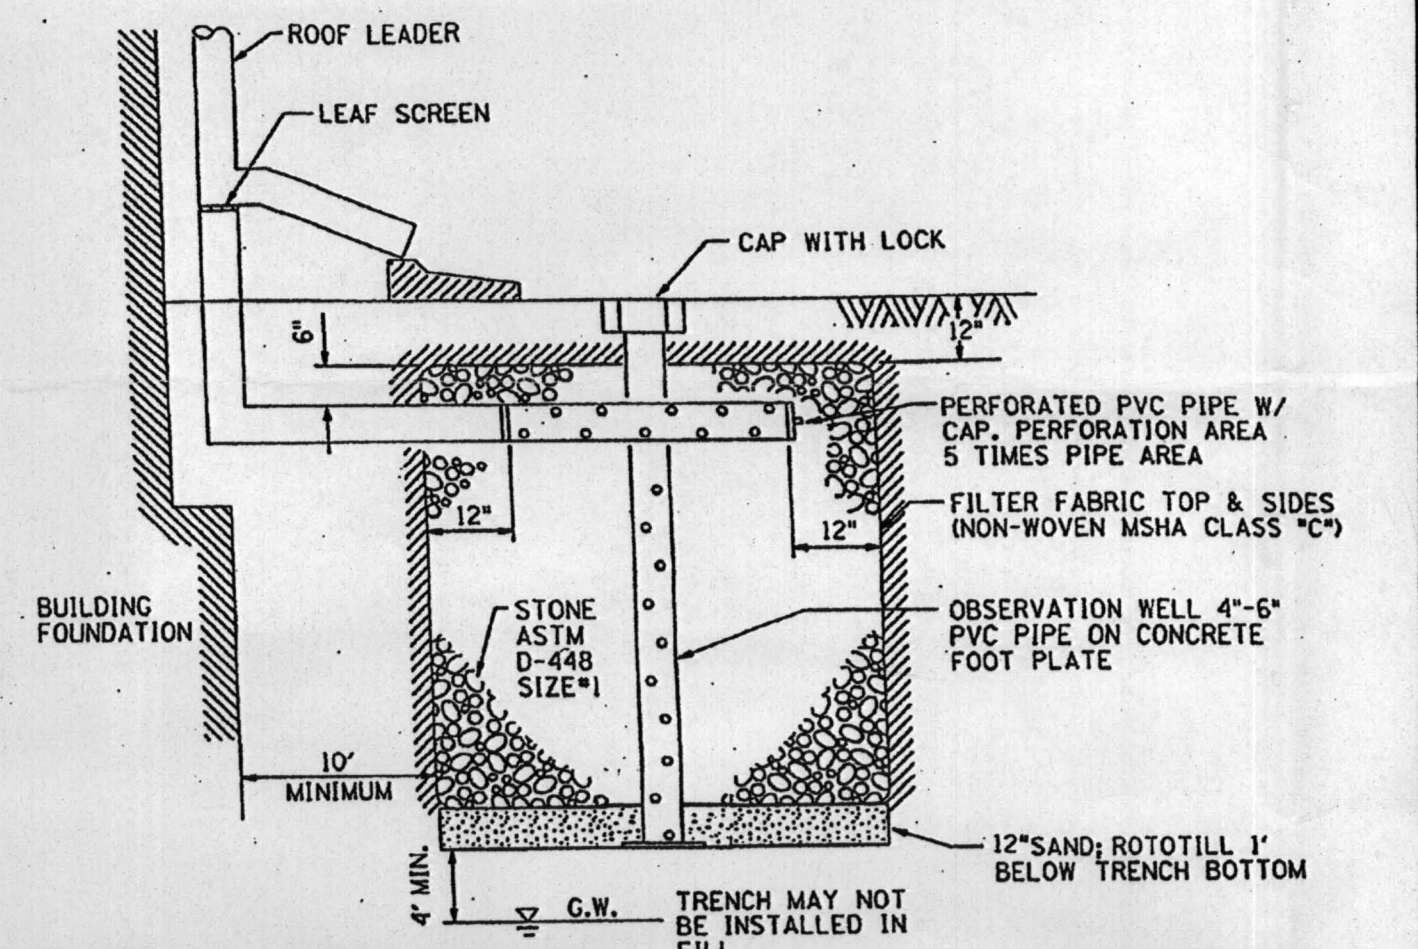 ROOF LEADER
LEAF SCREEN
CAP WITH LOCK
6"
12"
PERFORATED PVC PIPE W/
CAP. PERFORATION AREA
5 TIMES PIPE AREA
FILTER FABRIC TOP & SIDES
(NON-WOVEN MSHA CLASS "C")
12"
12"
BUILDING
FOUNDATION
STONE
ASTM
D-448
SIZE#1
OBSERVATION WELL 4"-6"
PVC PIPE ON CONCRETE
FOOT PLATE
10'
MINIMUM
12"SAND; ROTOTILL 1'
BELOW TRENCH BOTTOM
4' MIN.
G.W.
TRENCH MAY NOT
BE INSTALLED IN
FILL